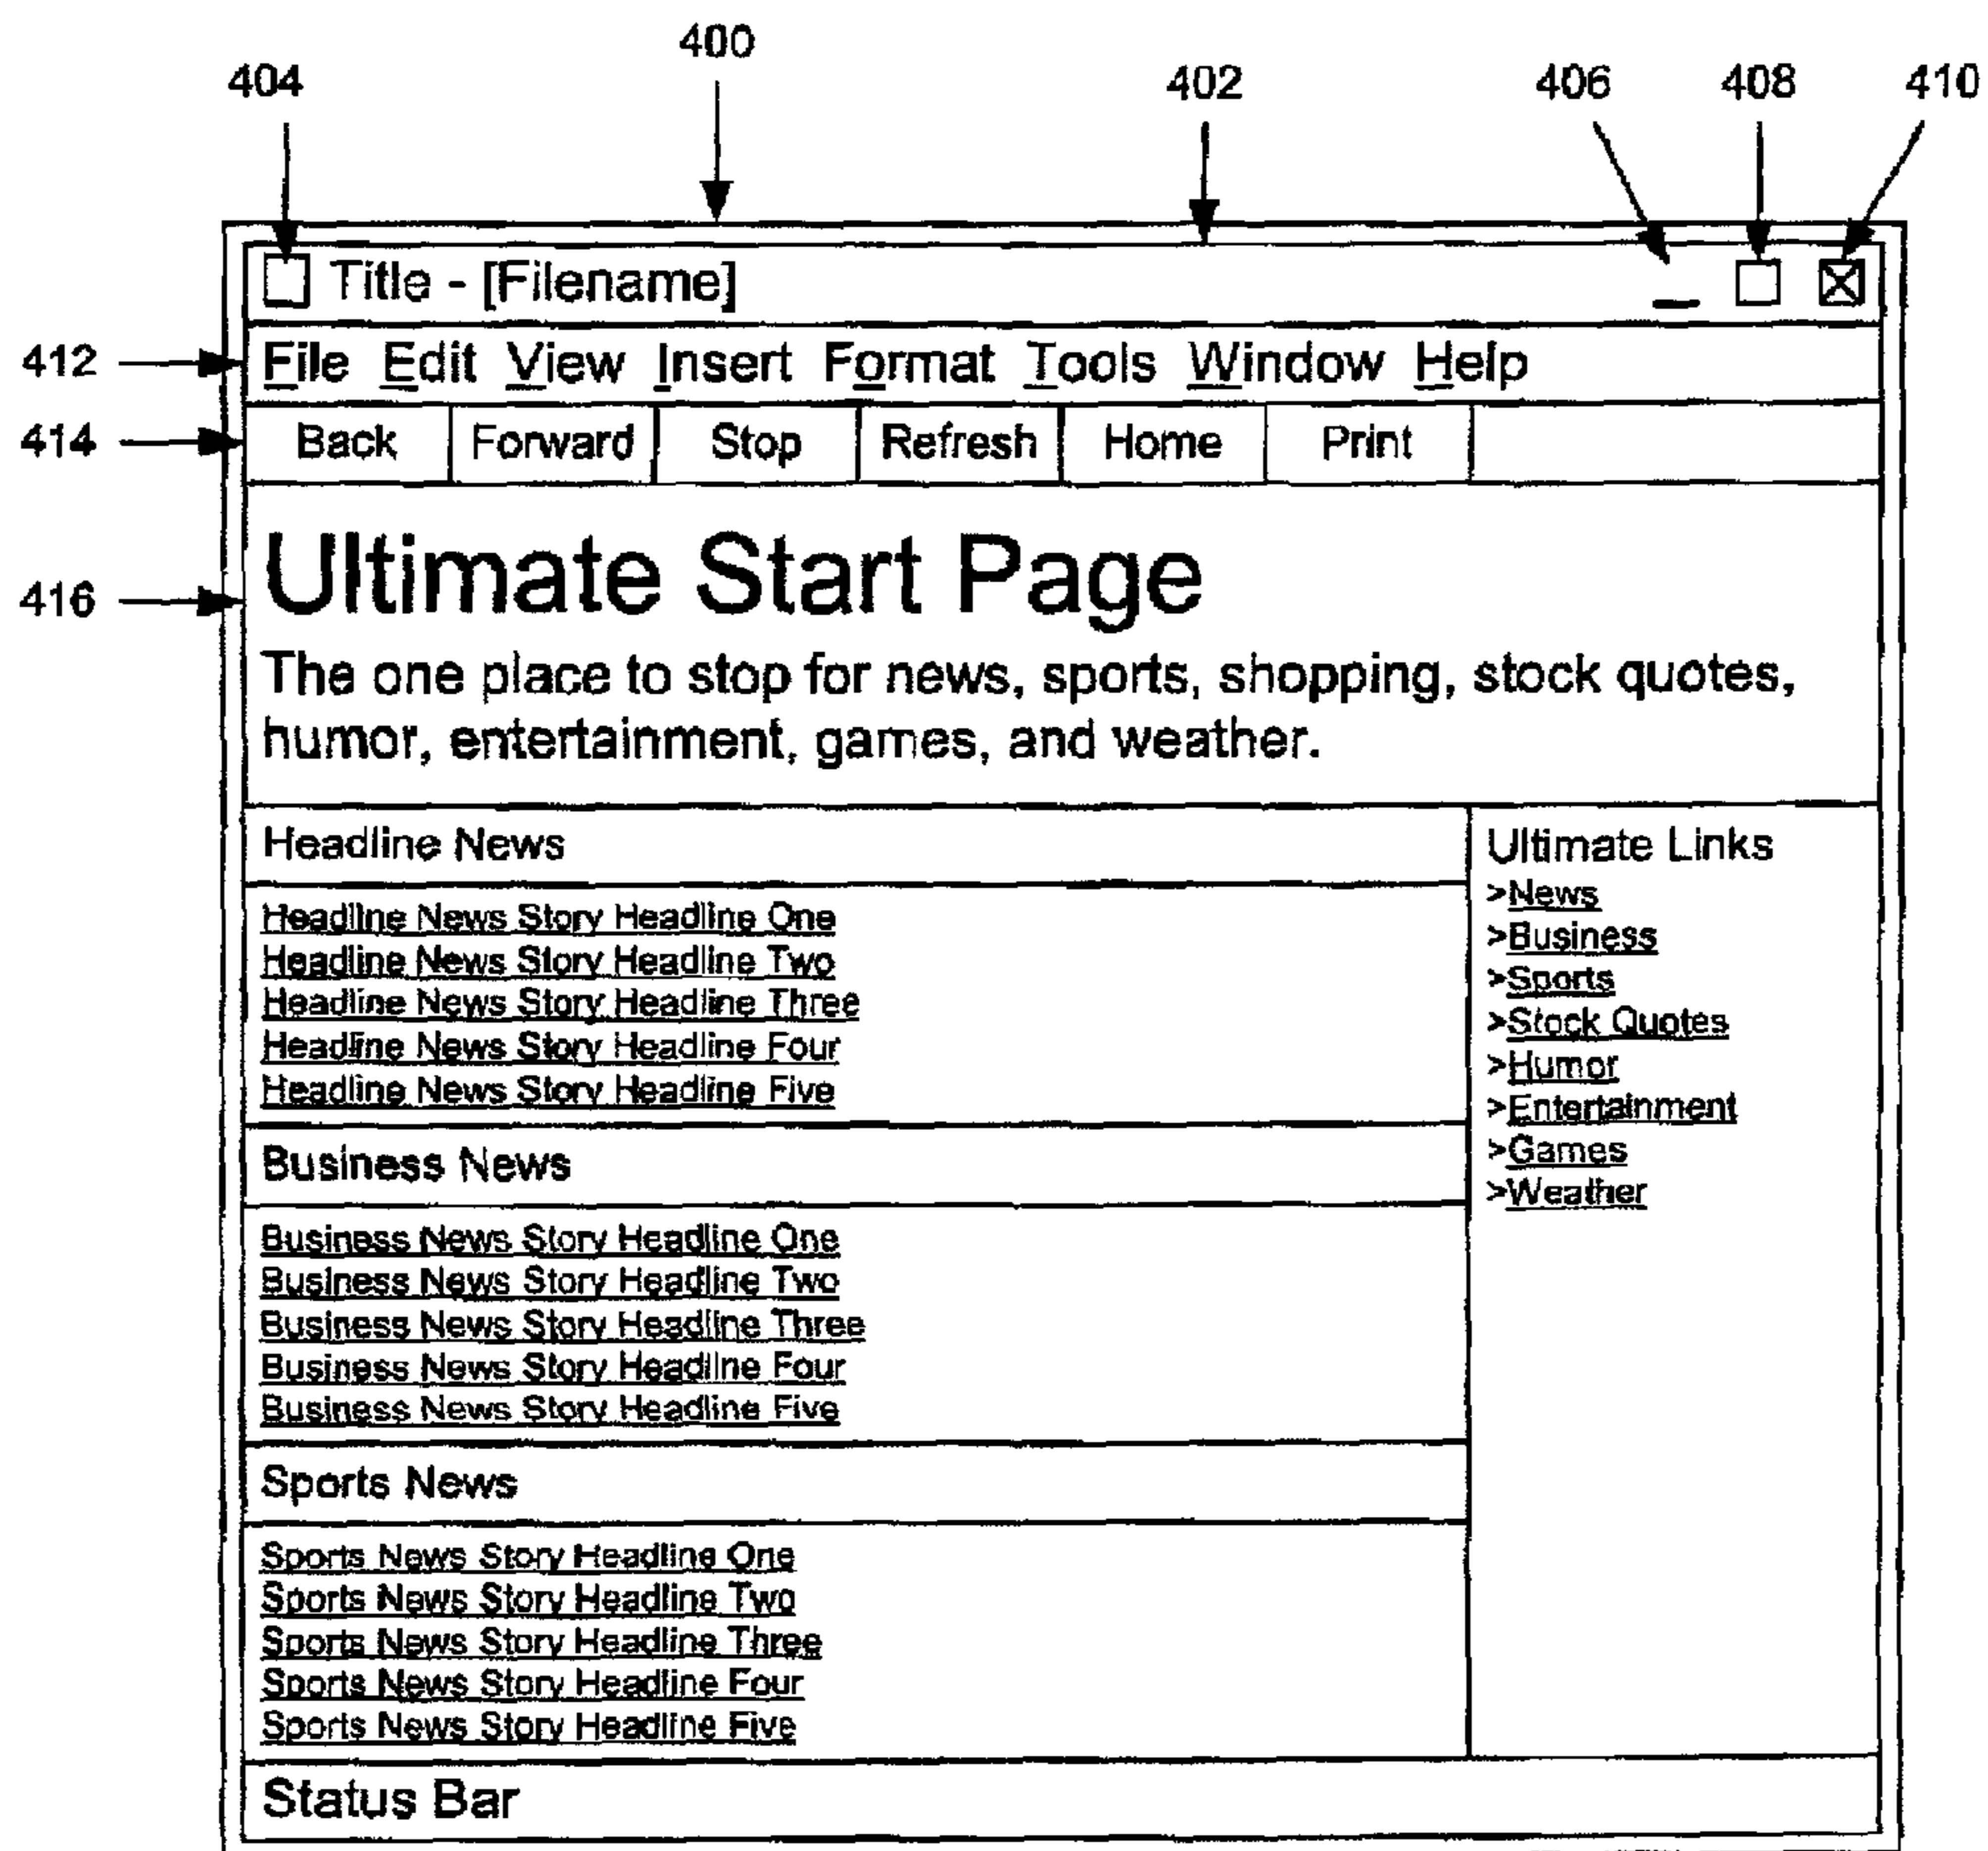 400
404
402
406
408
410
Title - [Filename]
412
File Edit View Insert Format Tools Window Help
414
Back Forward Stop Refresh Home Print
416
Ultimate Start Page
The one place to stop for news, sports, shopping, stock quotes,
humor, entertainment, games, and weather.
Headline News
Headline News Story Headline One
Headline News Story Headline Two
Headline News Story Headline Three
Headline News Story Headline Four
Headline News Story Headline Five
Business News
Business News Story Headline One
Business News Story Headline Two
Business News Story Headline Three
Business News Story Headline Four
Business News Story Headline Five
Sports News
Sports News Story Headline One
Sports News Story Headline Two
Sports News Story Headline Three
Sports News Story Headline Four
Sports News Story Headline Five
Ultimate Links
>News
>Business
>Sports
>Stock Quotes
>Humor
>Entertainment
>Games
>Weather
Status Bar